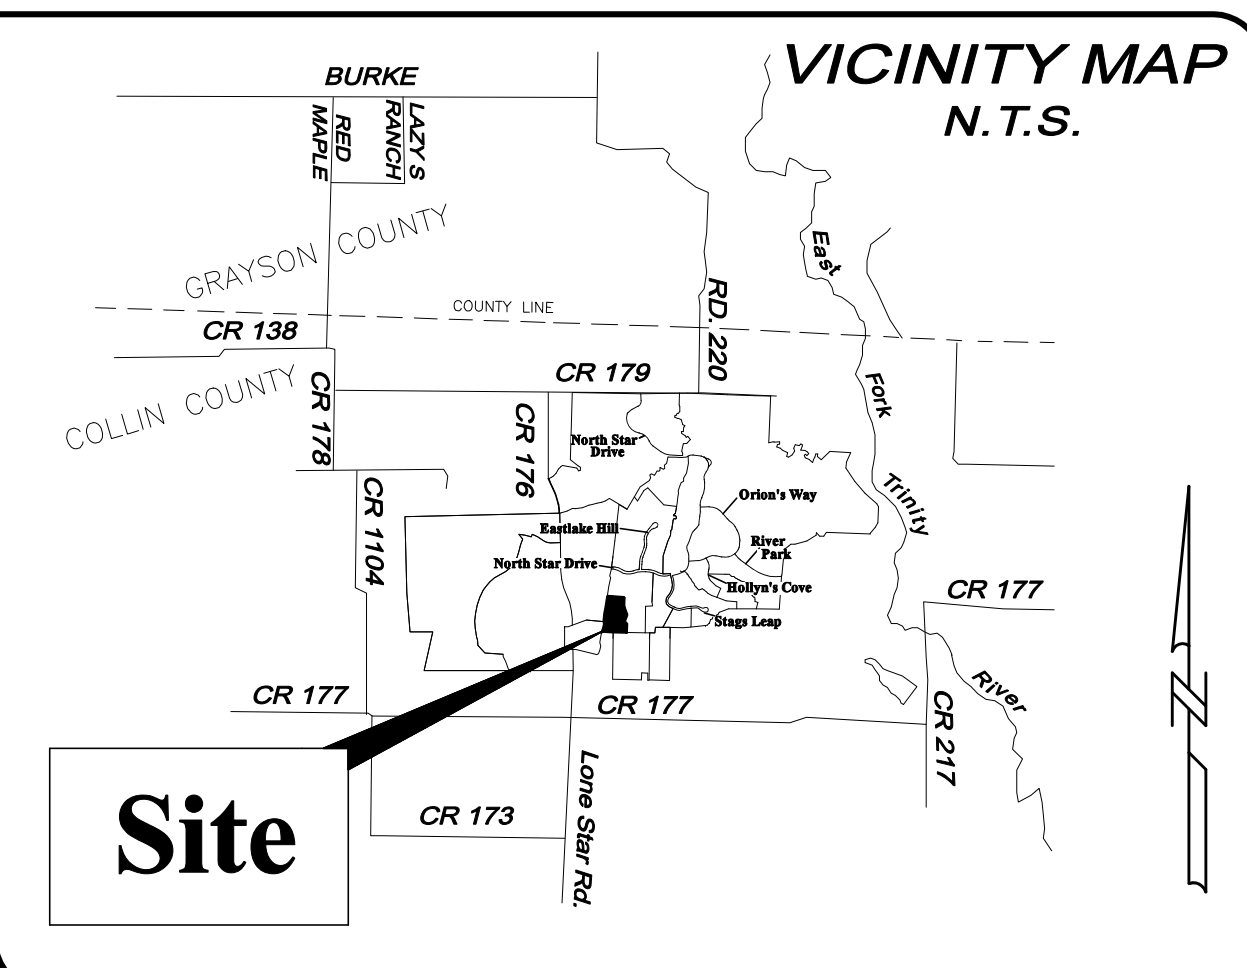 VICINITY MAP
N.T.S.
BURKE
RED
MAPLE
LAZY S
RANCH
GRAYSON COUNTY
East
COUNTY LINE
RD. 220
CR 138
CR 179
COLLIN COUNTY
CR 178
CR 176
Fork
North Star
Drive
CR 1104
Orion's Way
Trinity
Eastlake Hill
River
Park
North Star Drive
Hollyn's Cove
CR 177
Stags Leap
River
CR 177
CR 177
CR 217
N
Lone Star Rd.
CR 173
Site